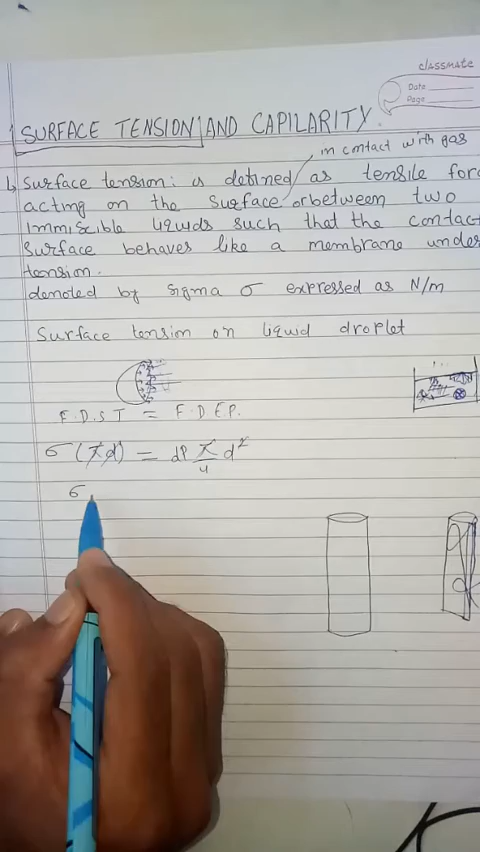 classmate
Date
Page
SURFACE TENSION AND CAPILARITY.
in contact with gas
Surface tension: is defined as tensile for
acting on the surface or between two
immiscible liquids such that the contact
surface behaves like a membrane under
tension.
denoted by sigma σ expressed as N/m
Surface tension on liquid droplet
F.D.S.T = F.D.E.P.
σ (πd) = dP π/4 d²
σ